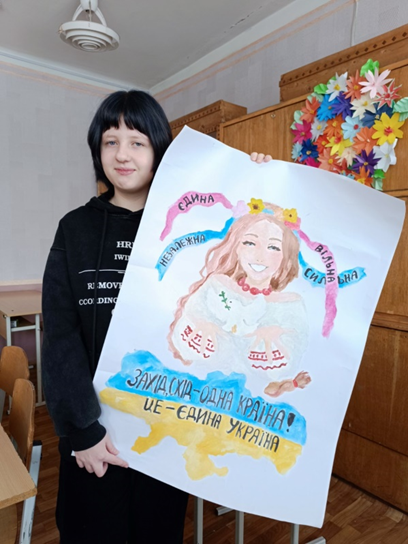 ЄДИНА
НЕЗАЛЕЖНА
ВІЛЬНА
СИЛЬНА
ЗАХІД,СХІД-ОДНА КРАЇНА!
ЦЕ-ЄДИНА УКРАЇНА